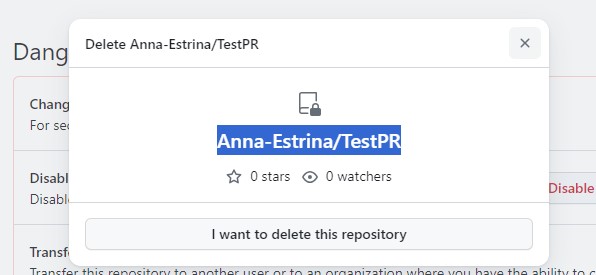 Delete Anna-Estrina/TestPR
Dang
Chang
For sec
Anna-Estrina/TestPR
0 stars 0 watchers
Disabl
Disable
Disabl
I want to delete this repository
Transfe
Transfer this repository to another user or to an organization where you have the ability to c